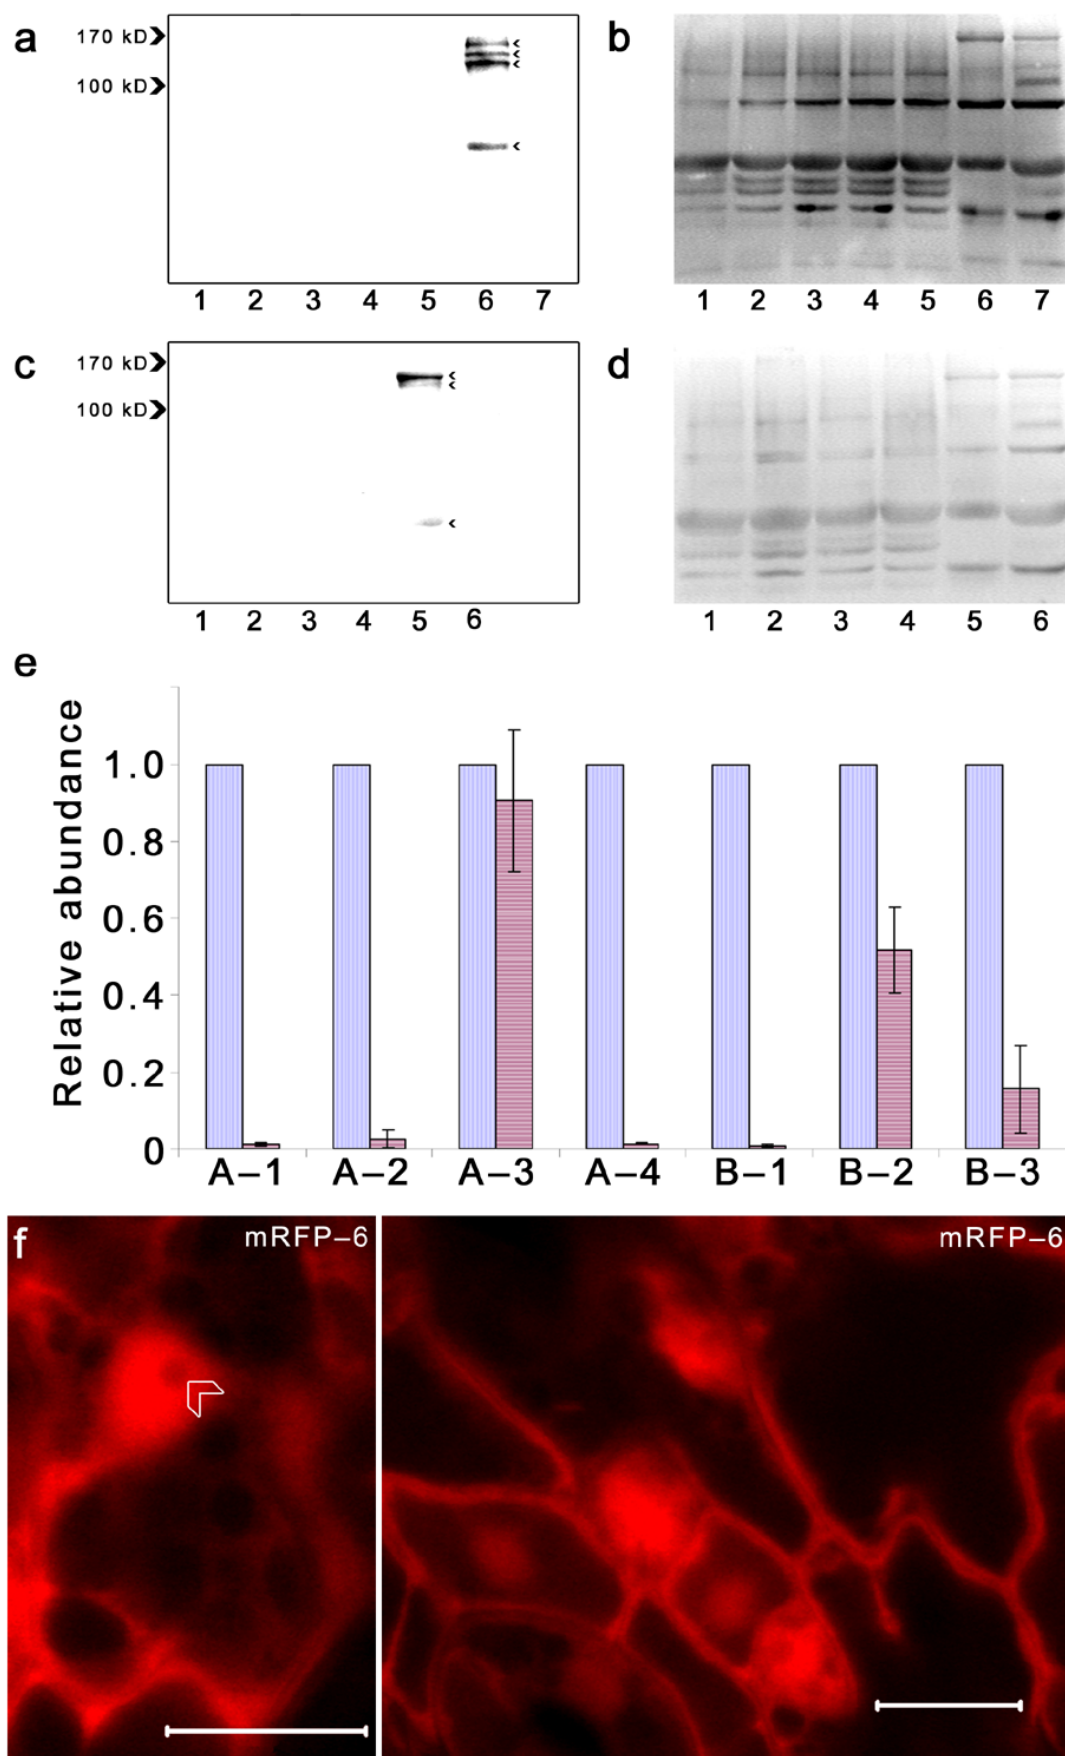 a
170 kD
100 kD
1 2 3 4 5 6 7
b
1 2 3 4 5 6 7
c
170 kD
100 kD
1 2 3 4 5 6
d
1 2 3 4 5 6
e
Relative abundance
1.0
0.8
0.6
0.4
0.2
0
A–1 A–2 A–3 A–4 B–1 B–2 B–3
f
mRFP–6
mRFP–6